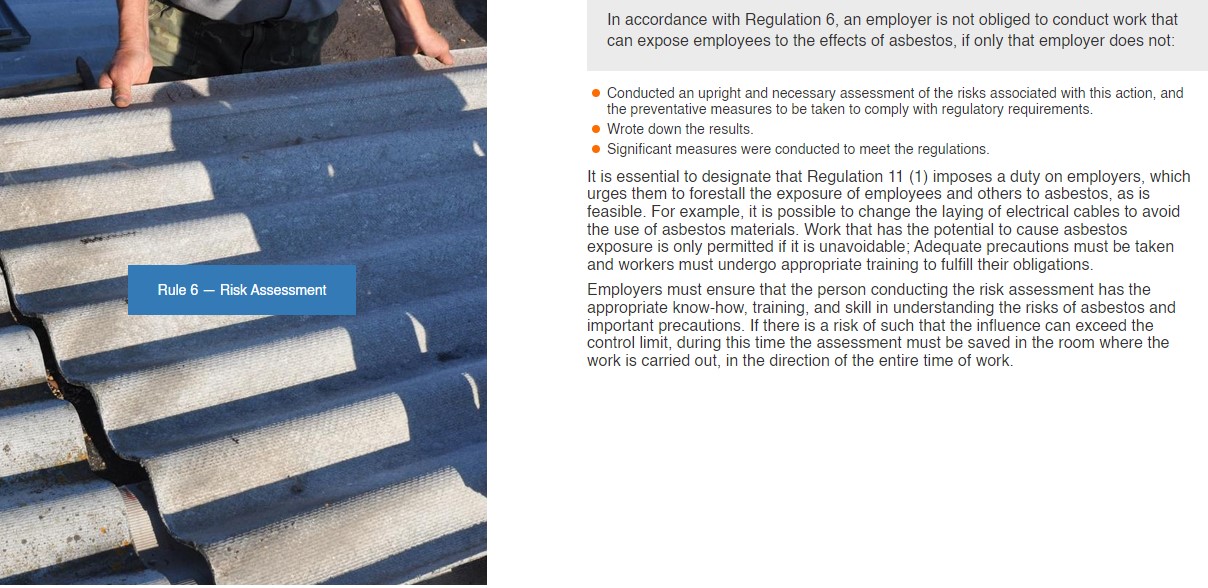 In accordance with Regulation 6, an employer is not obliged to conduct work that
can expose employees to the effects of asbestos, if only that employer does not:
Conducted an upright and necessary assessment of the risks associated with this action, and
the preventative measures to be taken to comply with regulatory requirements.
Wrote down the results.
Significant measures were conducted to meet the regulations.
It is essential to designate that Regulation 11 (1) imposes a duty on employers, which
urges them to forestall the exposure of employees and others to asbestos, as is
feasible. For example, it is possible to change the laying of electrical cables to avoid
the use of asbestos materials. Work that has the potential to cause asbestos
exposure is only permitted if it is unavoidable; Adequate precautions must be taken
and workers must undergo appropriate training to fulfill their obligations.
Employers must ensure that the person conducting the risk assessment has the
appropriate know-how, training, and skill in understanding the risks of asbestos and
important precautions. If there is a risk of such that the influence can exceed the
control limit, during this time the assessment must be saved in the room where the
work is carried out, in the direction of the entire time of work.
Rule 6 — Risk Assessment